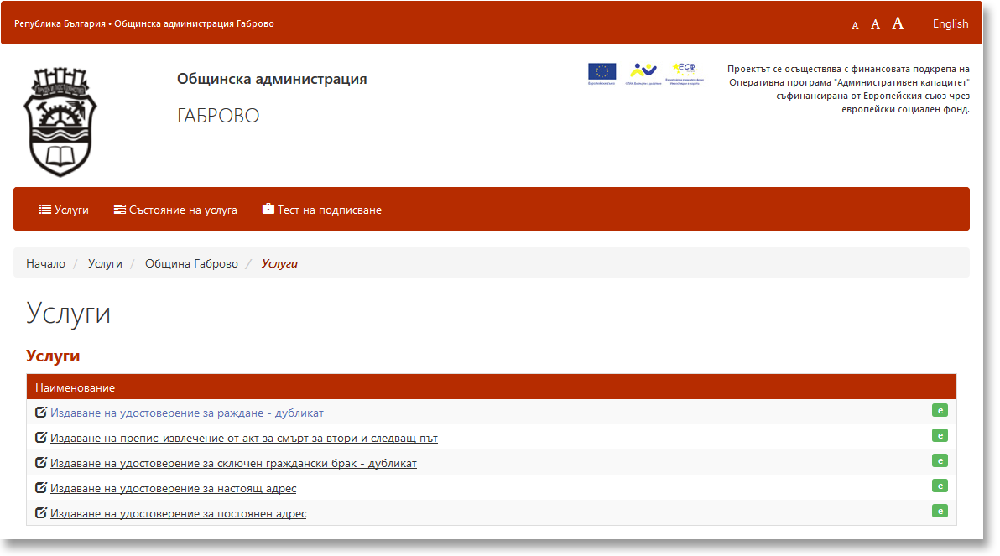 Република България • Общинска администрация Габрово
A A A
English
Общинска администрация
ГАБРОВО
ЕСФ
Проектът се осъществява с финансовата подкрепа на
Оперативна програма "Административен капацитет"
съфинансирана от Европейския съюз чрез
европейски социален фонд.
Услуги
Състояние на услуга
Тест на подписване
Начало / Услуги / Община Габрово / Услуги
Услуги
Услуги
Наименование
Издаване на удостоверение за раждане - дубликат e
Издаване на препис-извлечение от акт за смърт за втори и следващ път e
Издаване на удостоверение за сключен граждански брак - дубликат e
Издаване на удостоверение за настоящ адрес e
Издаване на удостоверение за постоянен адрес e